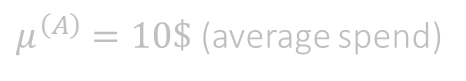 μ^(A) = 10$ (average spend)